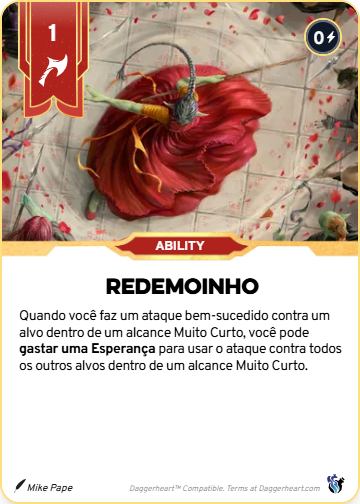 1
0
ABILITY
REDEMOINHO
Quando você faz um ataque bem-sucedido contra um
alvo dentro de um alcance Muito Curto, você pode
gastar uma Esperança para usar o ataque contra todos
os outros alvos dentro de um alcance Muito Curto.
Mike Pape
Daggerheart™ Compatible. Terms at Daggerheart.com